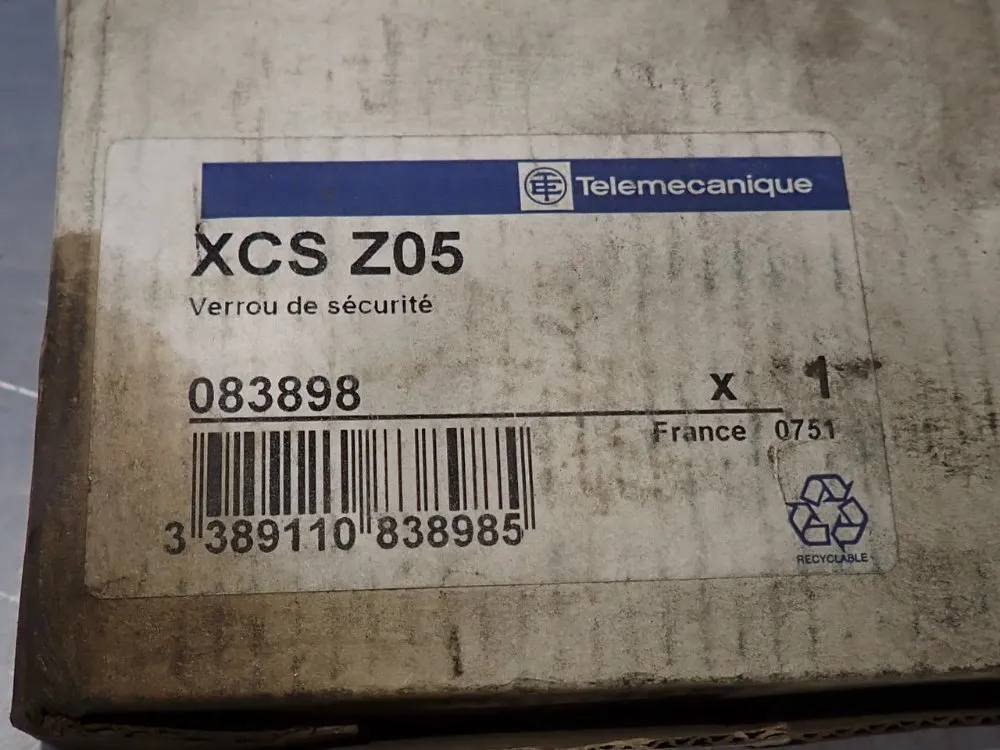 Telemecanique
XCS Z05
Verrou de sécurité
083898 x 1
France 0751
3 389110 838985
RECYCLABLE